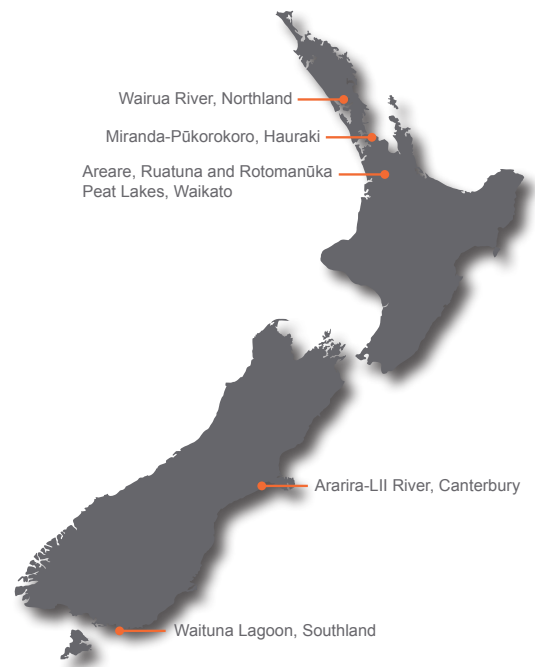 Wairua River, Northland
Miranda-Pūkorokoro, Hauraki
Areare, Ruatuna and Rotomanūka
Peat Lakes, Waikato
Ararira-LII River, Canterbury
Waituna Lagoon, Southland